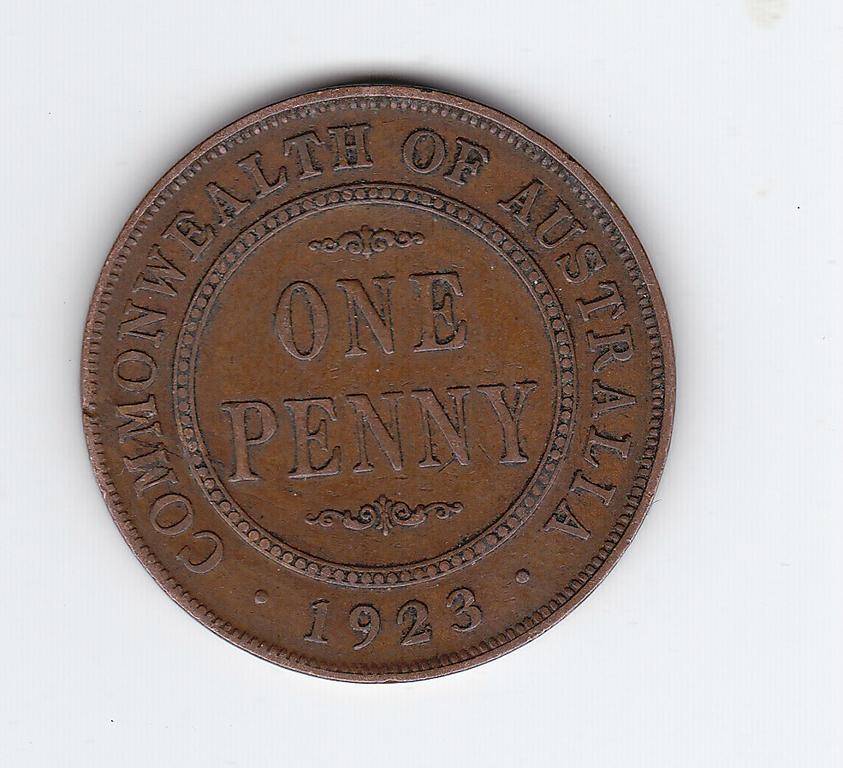 COMMONWEALTH OF AUSTRALIA
ONE
PENNY
· 1923 ·